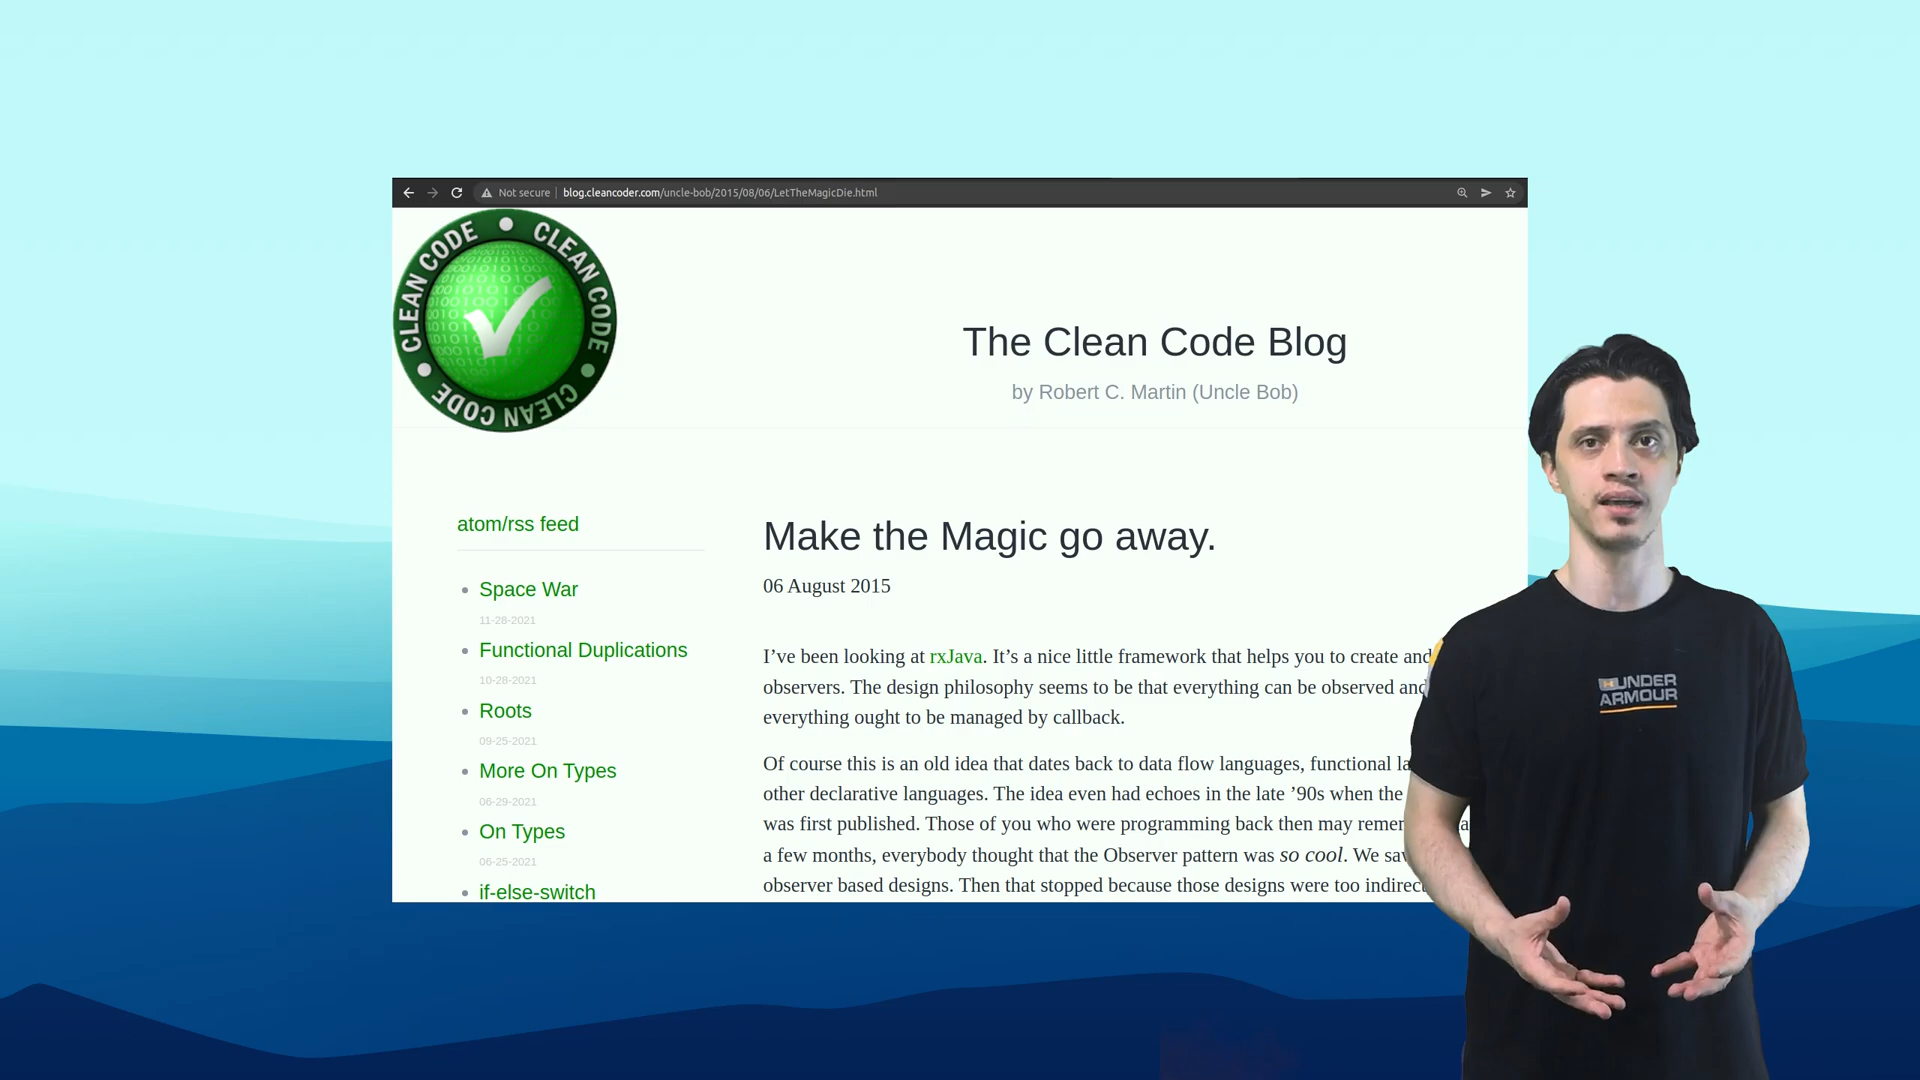 Not secure | blog.cleancoder.com/uncle-bob/2015/08/06/LetTheMagicDie.html
CLEAN CODE • CLEAN CODE • CLEAN CODE •
The Clean Code Blog
by Robert C. Martin (Uncle Bob)
atom/rss feed
Space War
11-28-2021
Functional Duplications
10-28-2021
Roots
09-25-2021
More On Types
06-29-2021
On Types
06-25-2021
if-else-switch
Make the Magic go away.
06 August 2015
I’ve been looking at rxJava. It’s a nice little framework that helps you to create and
observers. The design philosophy seems to be that everything can be observed and
everything ought to be managed by callback.
Of course this is an old idea that dates back to data flow languages, functional
other declarative languages. The idea even had echoes in the late ’90s when the
was first published. Those of you who were programming back then may
a few months, everybody thought that the Observer pattern was so cool. We
observer based designs. Then that stopped because those designs were too
UNDER
ARMOUR